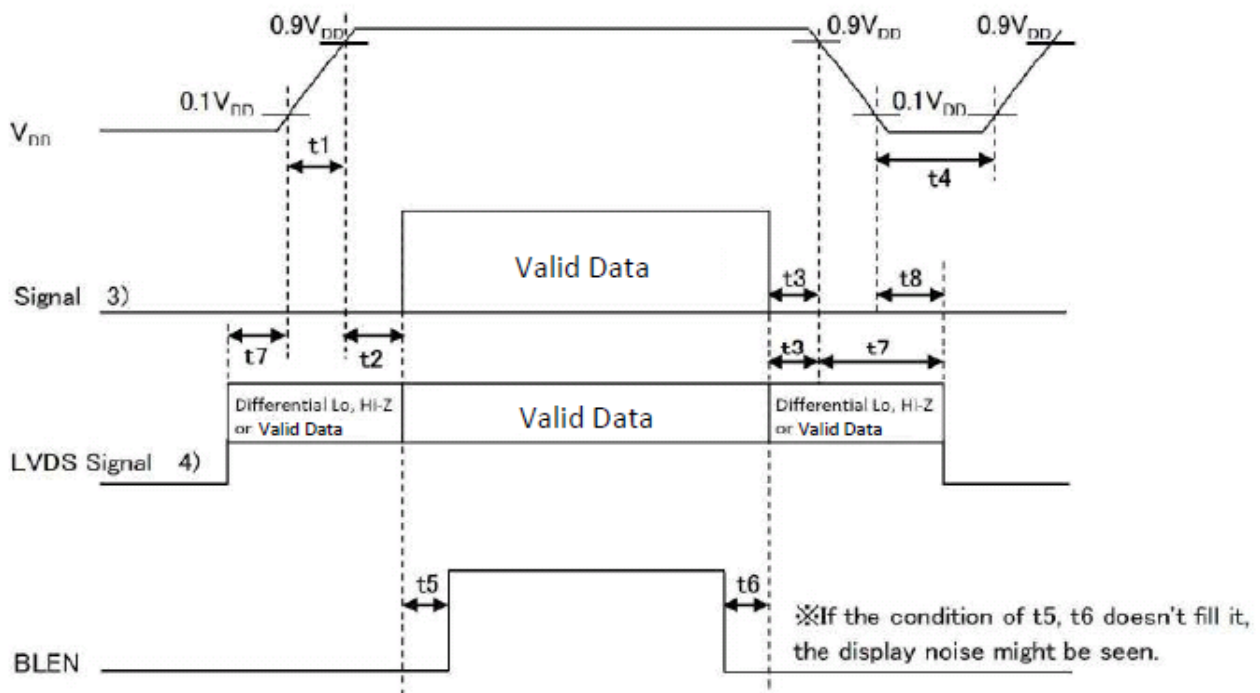 0.9VDD
0.9VDD
0.9VDD
0.1VDD
0.1VDD
VDD
t1
t4
Valid Data
t3
t8
Signal 3)
t7
t2
t3
t7
Differential Lo, Hi-Z
or Valid Data
Valid Data
Differential Lo, Hi-Z
or Valid Data
LVDS Signal 4)
t5
t6
※If the condition of t5, t6 doesn't fill it,
the display noise might be seen.
BLEN